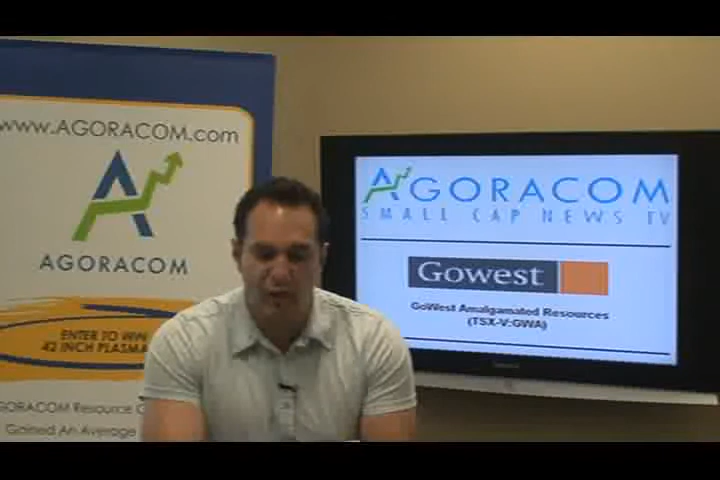 www.AGORACOM.com
AGORACOM
ENTER TO WIN
42 INCH PLASMA
GORACOM Resource
Gained An Average
AGORACOM
SMALL CAP NEWS TV
Gowest
GoWest Amalgamated Resources
(TSX-V:GWA)